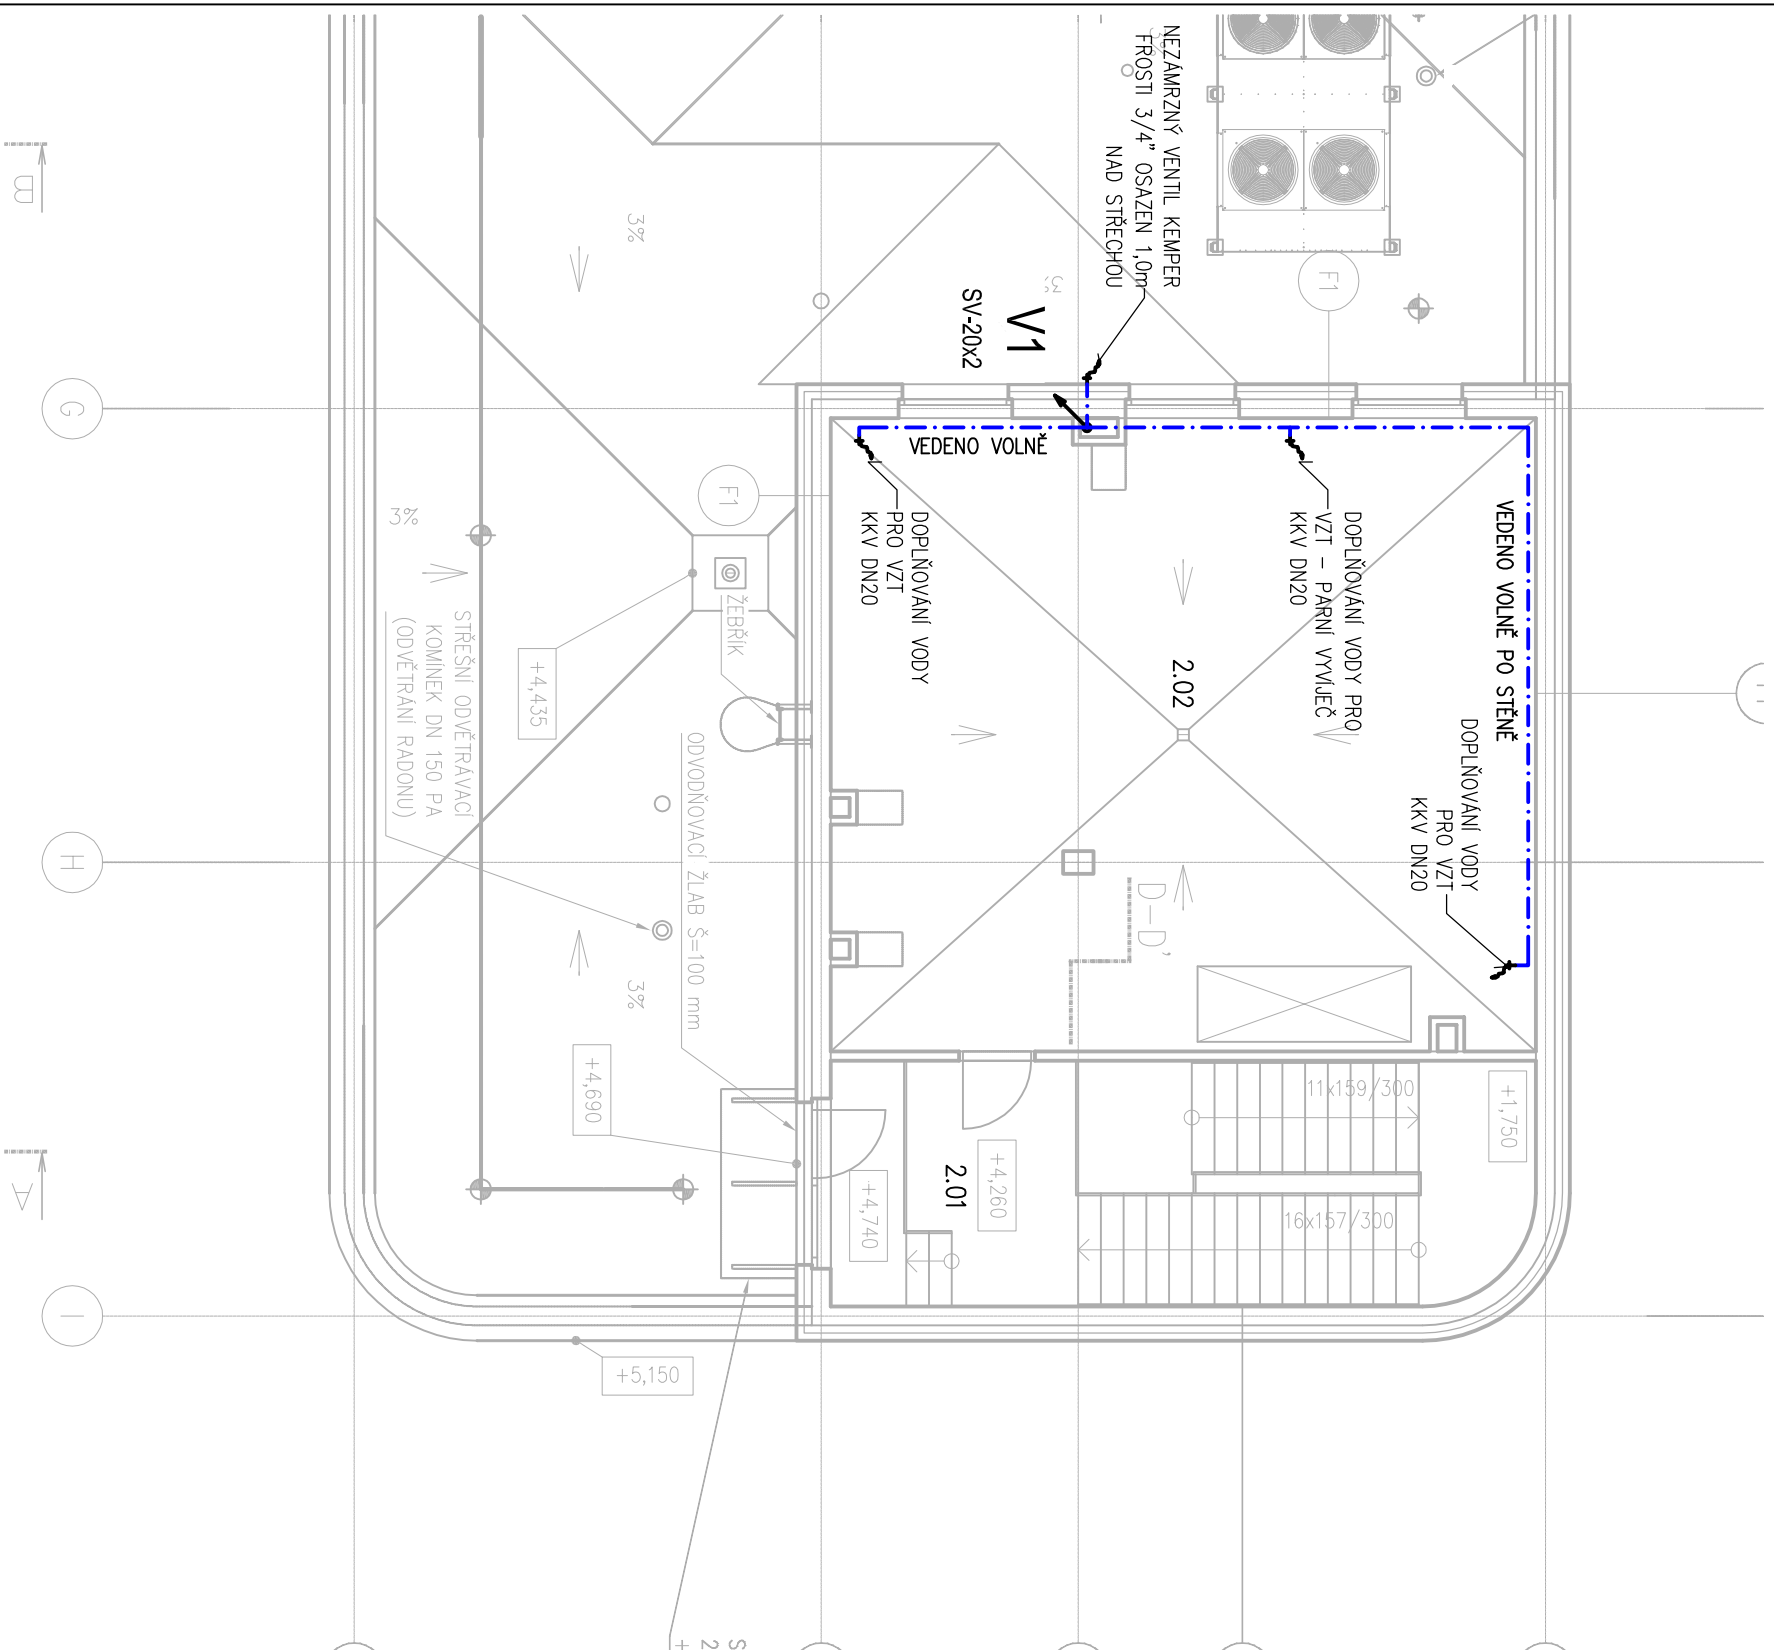 NEZÁMRZNÝ VENTIL KEMPER
FROSTI 3/4" OSAZEN 1,0m
NAD STŘECHOU
V1
SV-20x2
F1
3%
3%
B
G
VEDENO VOLNĚ
VEDENO VOLNĚ PO STĚNĚ
DOPLŇOVÁNÍ VODY PRO
VZT - PARNÍ VYVÍJEČ
KKV DN20
DOPLŇOVÁNÍ VODY
PRO VZT
KKV DN20
DOPLŇOVÁNÍ VODY
PRO VZT
KKV DN20
2.02
F1
3%
ŽEBŘÍK
+4,435
STŘEŠNÍ ODVĚTRÁVACÍ
KOMÍNEK DN 150 PA
(ODVĚTRÁNÍ RADONU)
ODVODŇOVACÍ ŽLAB Š=100 mm
H
D-D'
3%
+4,690
11x159/300
+1,750
2.01
+4,260
+4,740
16x157/300
A
I
+5,150
S
2
+